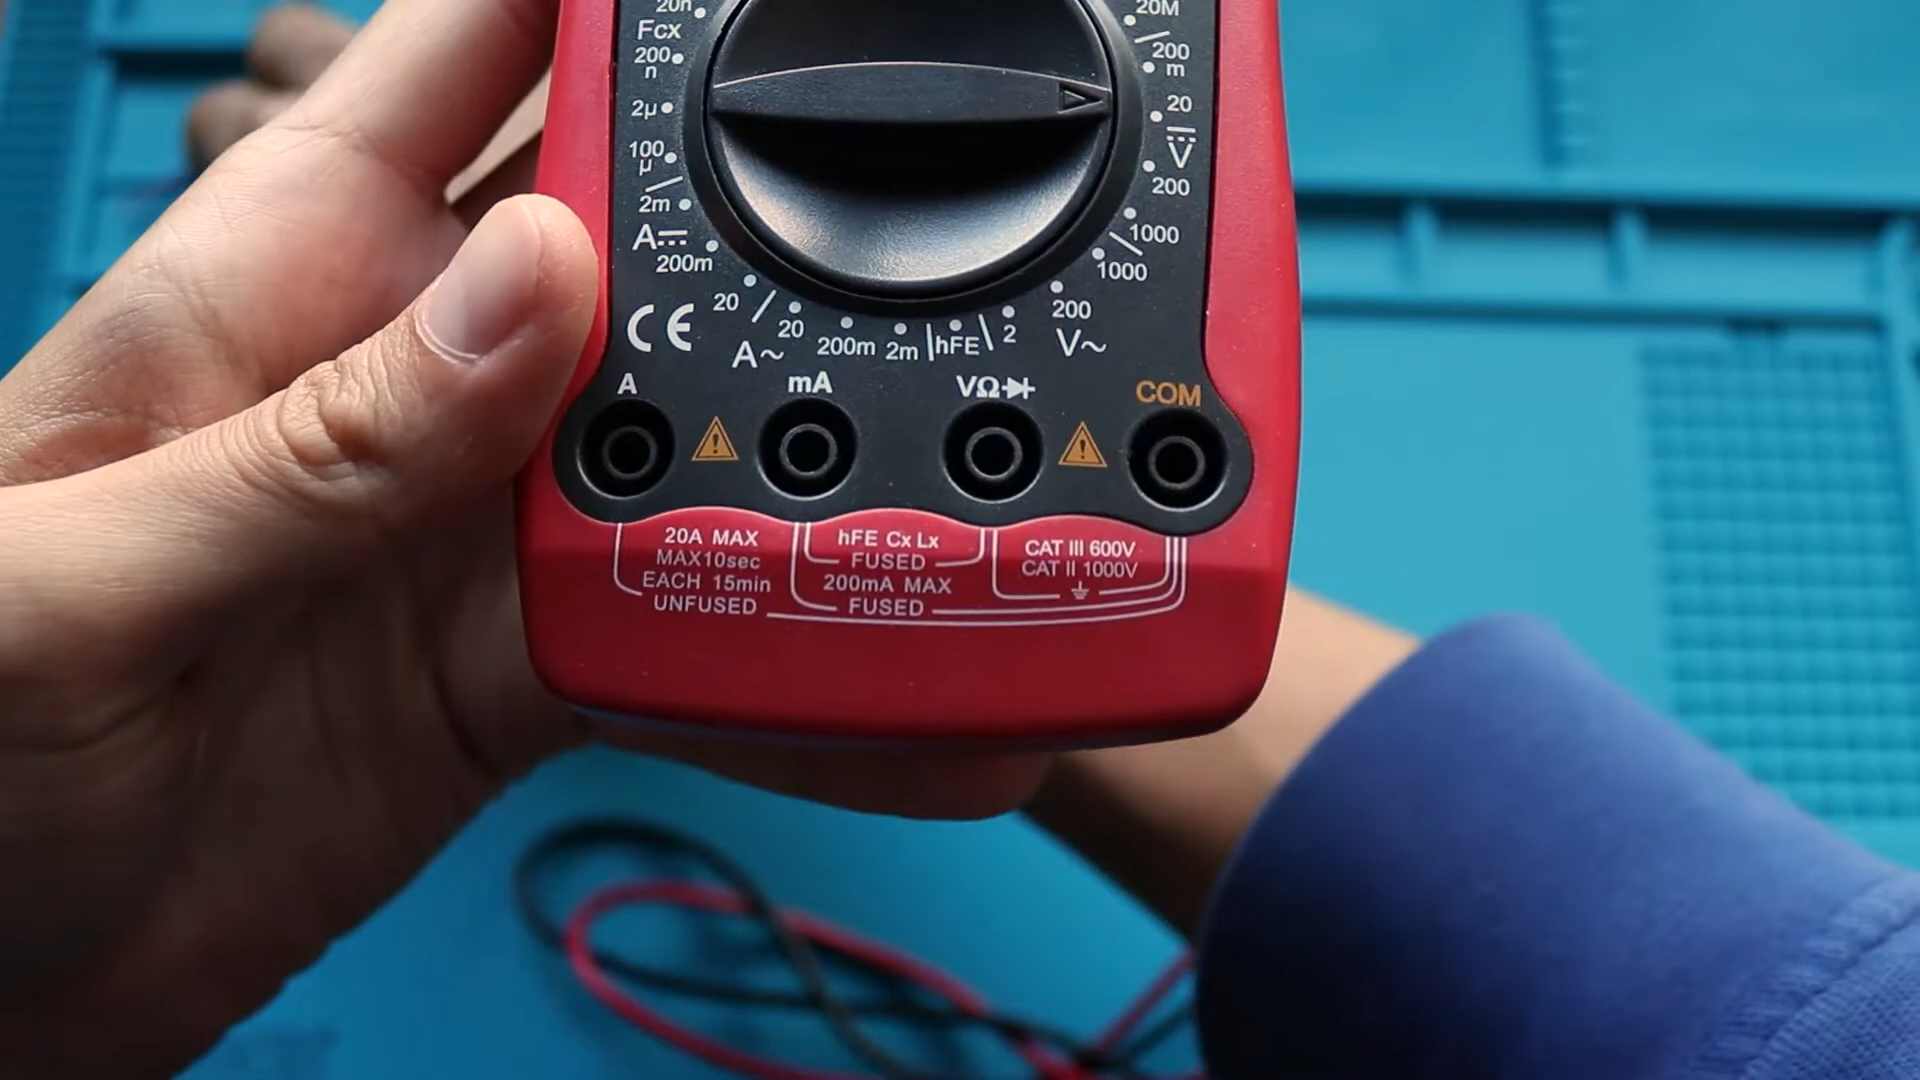 20n
Fcx
200
n
2µ
100
µ
2m
A
200m
20
20
A~
200m
2m
hFE
2
200
V~
1000
1000
200
V
20
200
m
20M
CE
A
mA
VΩ
COM
20A MAX
MAX10sec
EACH 15min
UNFUSED
hFE Cx Lx
FUSED
200mA MAX
FUSED
CAT III 600V
CAT II 1000V